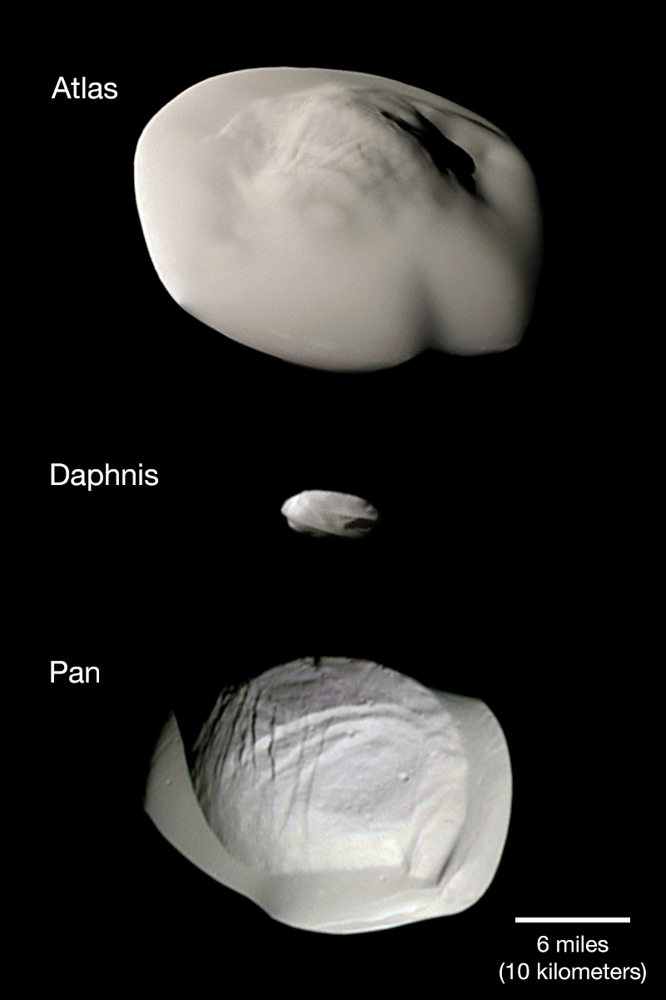 Atlas
Daphnis
Pan
6 miles
(10 kilometers)